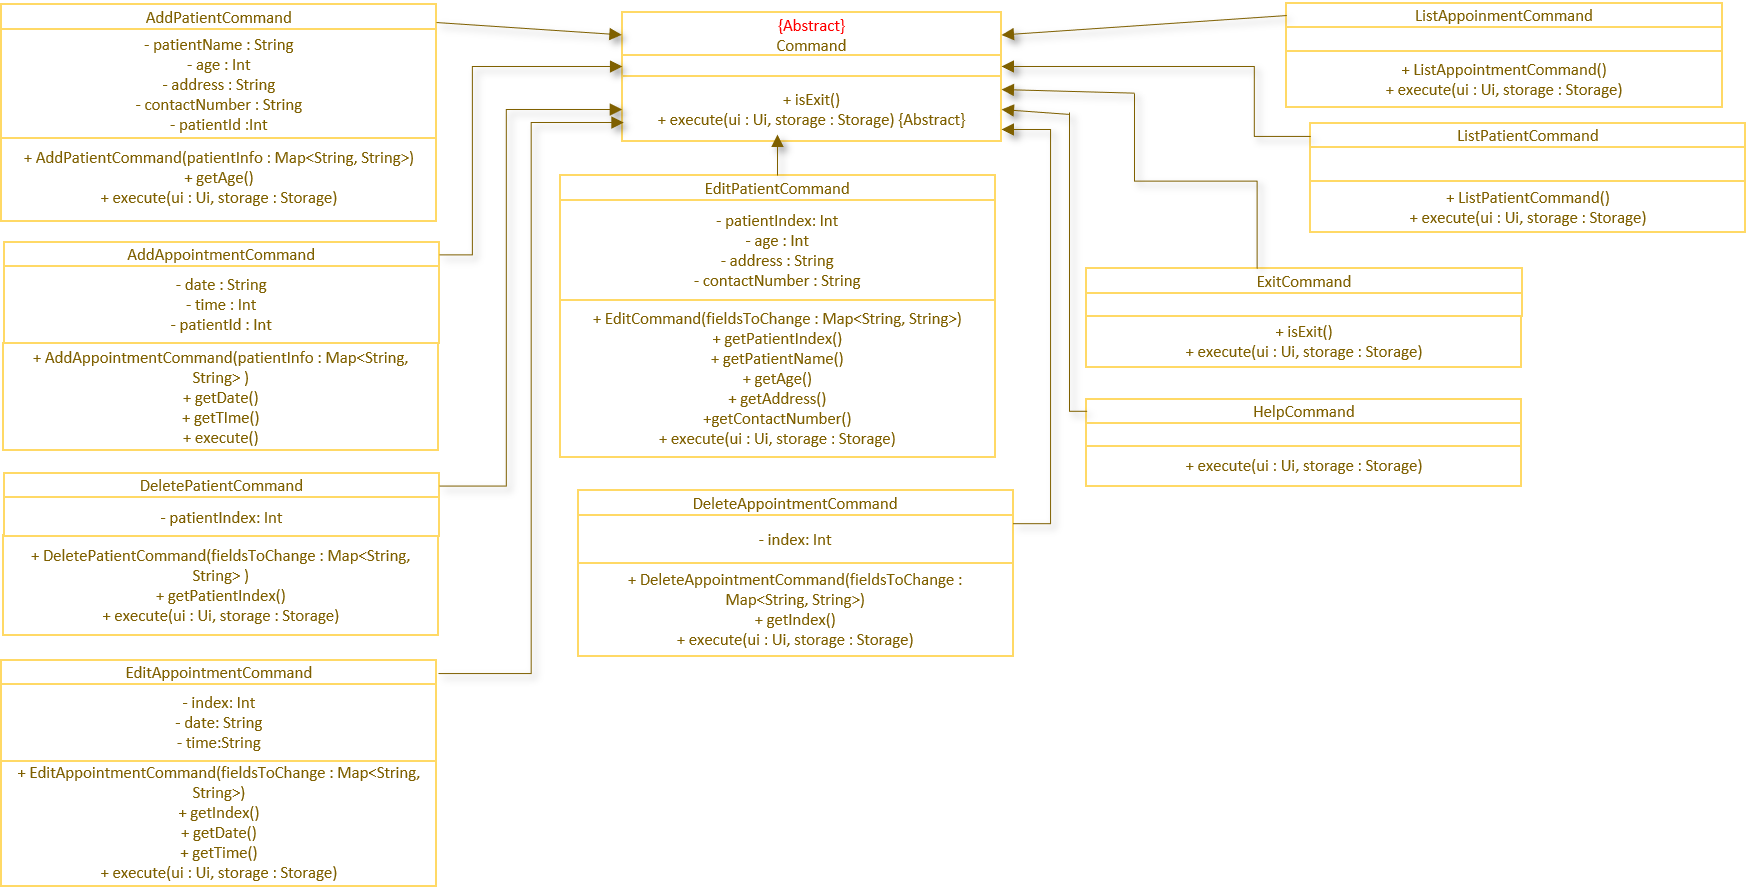 AddPatientCommand
- patientName : String
- age : Int
- address : String
- contactNumber : String
- patientId :Int
+ AddPatientCommand(patientInfo : Map<String, String>)
+ getAge()
+ execute(ui : Ui, storage : Storage)
AddAppointmentCommand
- date : String
- time : Int
- patientId : Int
+ AddAppointmentCommand(patientInfo : Map<String,
String> )
+ getDate()
+ getTIme()
+ execute()
DeletePatientCommand
- patientIndex: Int
+ DeletePatientCommand(fieldsToChange : Map<String,
String> )
+ getPatientIndex()
+ execute(ui : Ui, storage : Storage)
EditAppointmentCommand
- index: Int
- date: String
- time:String
+ EditAppointmentCommand(fieldsToChange : Map<String,
String>)
+ getIndex()
+ getDate()
+ getTime()
+ execute(ui : Ui, storage : Storage)
{Abstract}
Command
+ isExit()
+ execute(ui : Ui, storage : Storage) {Abstract}
EditPatientCommand
- patientIndex: Int
- age : Int
- address : String
- contactNumber : String
+ EditCommand(fieldsToChange : Map<String, String>)
+ getPatientIndex()
+ getPatientName()
+ getAge()
+ getAddress()
+getContactNumber()
+ execute(ui : Ui, storage : Storage)
DeleteAppointmentCommand
- index: Int
+ DeleteAppointmentCommand(fieldsToChange :
Map<String, String>)
+ getIndex()
+ execute(ui : Ui, storage : Storage)
ListAppoinmentCommand
+ ListAppointmentCommand()
+ execute(ui : Ui, storage : Storage)
ListPatientCommand
+ ListPatientCommand()
+ execute(ui : Ui, storage : Storage)
ExitCommand
+ isExit()
+ execute(ui : Ui, storage : Storage)
HelpCommand
+ execute(ui : Ui, storage : Storage)